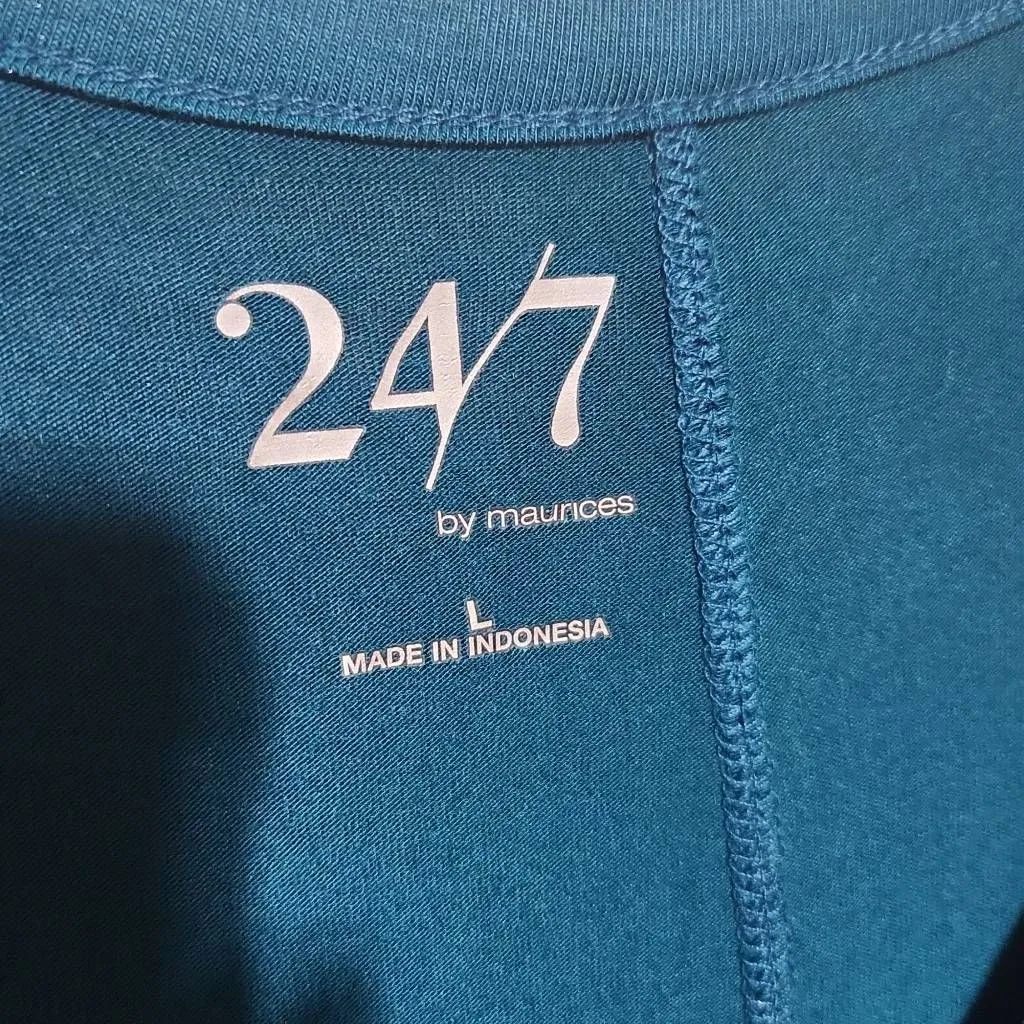 24/7
by maurices
L
MADE IN INDONESIA